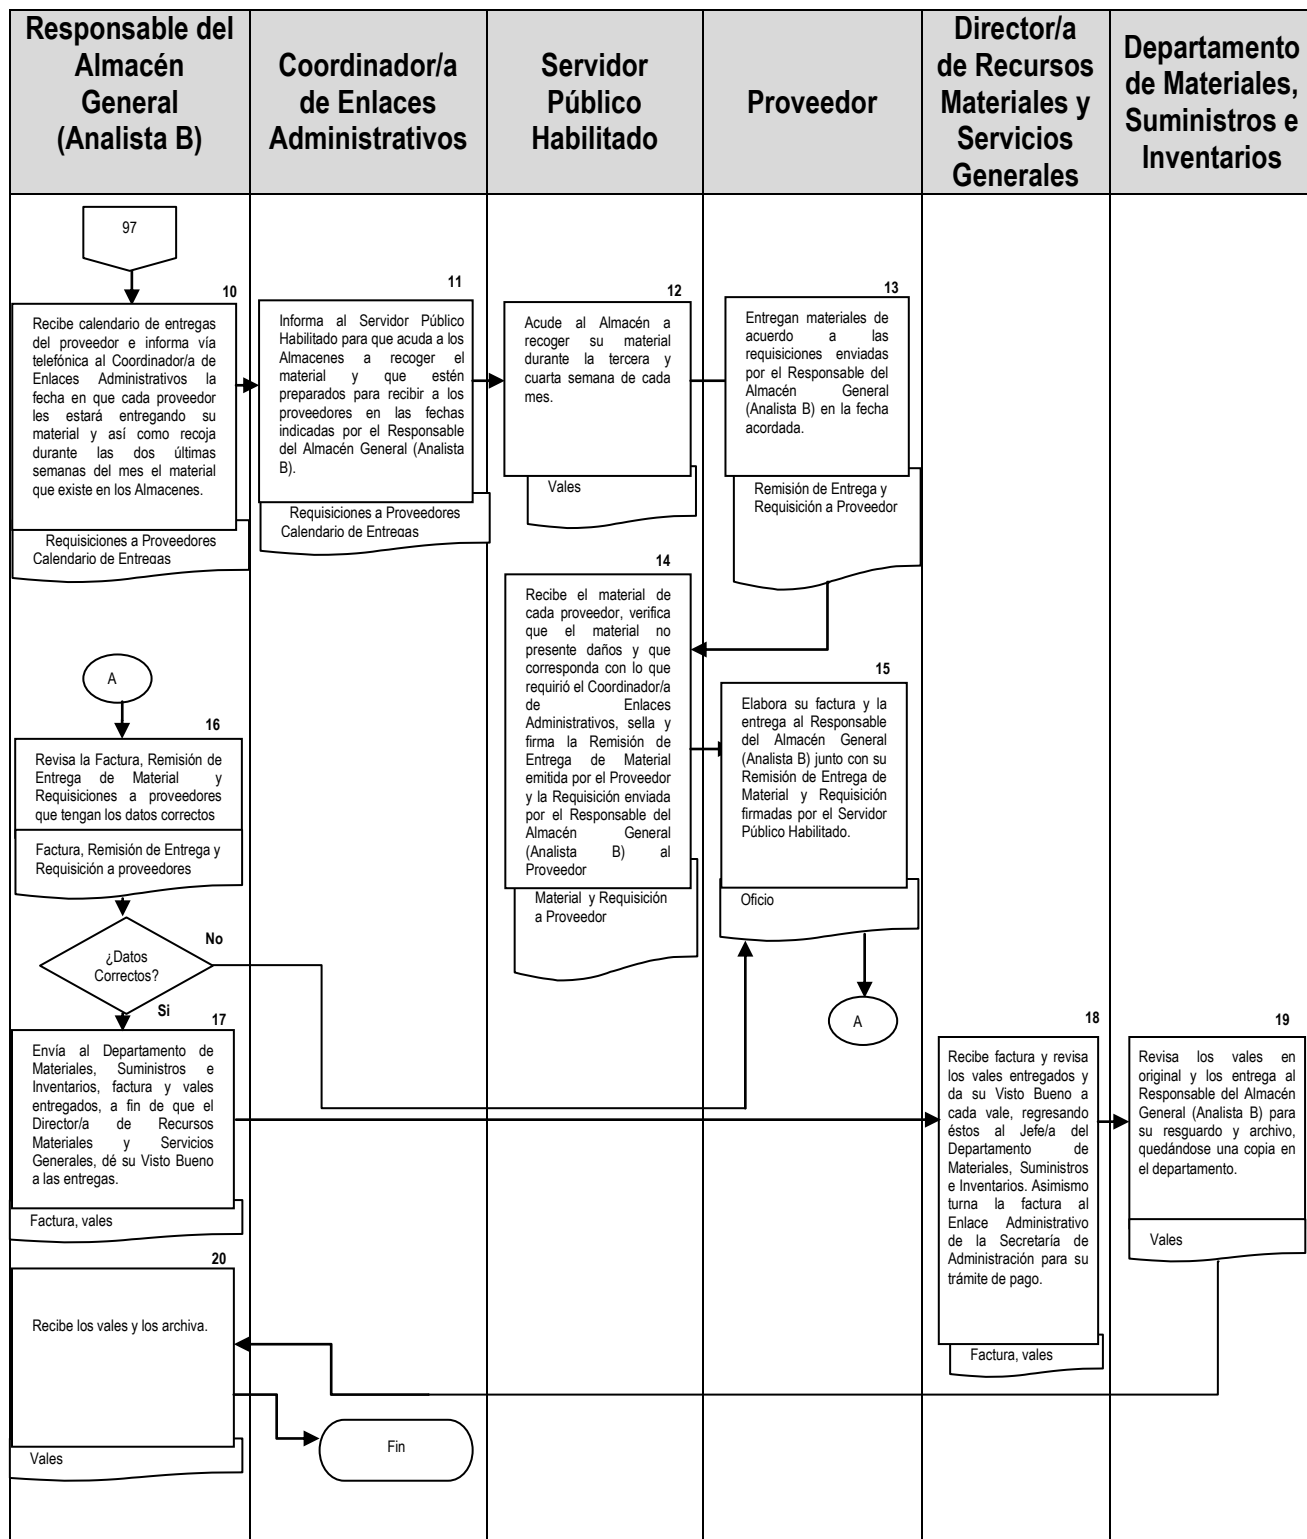 Responsable del
Almacén
General
(Analista B)
Coordinador/a
de Enlaces
Administrativos
Servidor
Público
Habilitado
Proveedor
Director/a
de Recursos
Materiales y
Servicios
Generales
Departamento
de Materiales,
Suministros e
Inventarios
97
10
Recibe calendario de entregas
del proveedor e informa vía
telefónica al Coordinador/a de
Enlaces Administrativos la
fecha en que cada proveedor
les estará entregando su
material y así como recoja
durante las dos últimas
semanas del mes el material
que existe en los Almacenes.
Requisiciones a Proveedores
Calendario de Entregas
11
Informa al Servidor Público
Habilitado para que acuda a los
Almacenes a recoger el
material y que estén
preparados para recibir a los
proveedores en las fechas
indicadas por el Responsable
del Almacén General (Analista
B).
Requisiciones a Proveedores
Calendario de Entregas
12
Acude al Almacén a
recoger su material
durante la tercera y
cuarta semana de cada
mes.
Vales
13
Entregan materiales de
acuerdo a las
requisiciones enviadas
por el Responsable del
Almacén General
(Analista B) en la fecha
acordada.
Remisión de Entrega y
Requisición a Proveedor
14
Recibe el material de
cada proveedor, verifica
que el material no
presente daños y que
corresponda con lo que
requirió el Coordinador/a
de Enlaces
Administrativos, sella y
firma la Remisión de
Entrega de Material
emitida por el Proveedor
y la Requisición enviada
por el Responsable del
Almacén General
(Analista B) al
Proveedor
Material y Requisición
a Proveedor
15
Elabora su factura y la
entrega al Responsable
del Almacén General
(Analista B) junto con su
Remisión de Entrega de
Material y Requisición
firmadas por el Servidor
Público Habilitado.
Oficio
A
A
16
Revisa la Factura, Remisión de
Entrega de Material y
Requisiciones a proveedores
que tengan los datos correctos
Factura, Remisión de Entrega y
Requisición a proveedores
¿Datos
Correctos?
No
Si
17
Envía al Departamento de
Materiales, Suministros e
Inventarios, factura y vales
entregados, a fin de que el
Director/a de Recursos
Materiales y Servicios
Generales, dé su Visto Bueno
a las entregas.
Factura, vales
18
Recibe factura y revisa
los vales entregados y
da su Visto Bueno a
cada vale, regresando
éstos al Jefe/a del
Departamento de
Materiales, Suministros
e Inventarios. Asimismo
turna la factura al
Enlace Administrativo
de la Secretaría de
Administración para su
trámite de pago.
Factura, vales
19
Revisa los vales en
original y los entrega al
Responsable del Almacén
General (Analista B) para
su resguardo y archivo,
quedándose una copia en
el departamento.
Vales
20
Recibe los vales y los archiva.
Vales
Fin